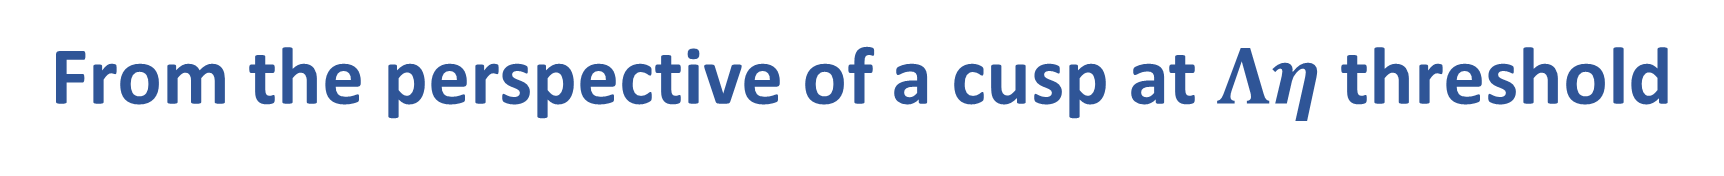 From the perspective of a cusp at Λη threshold